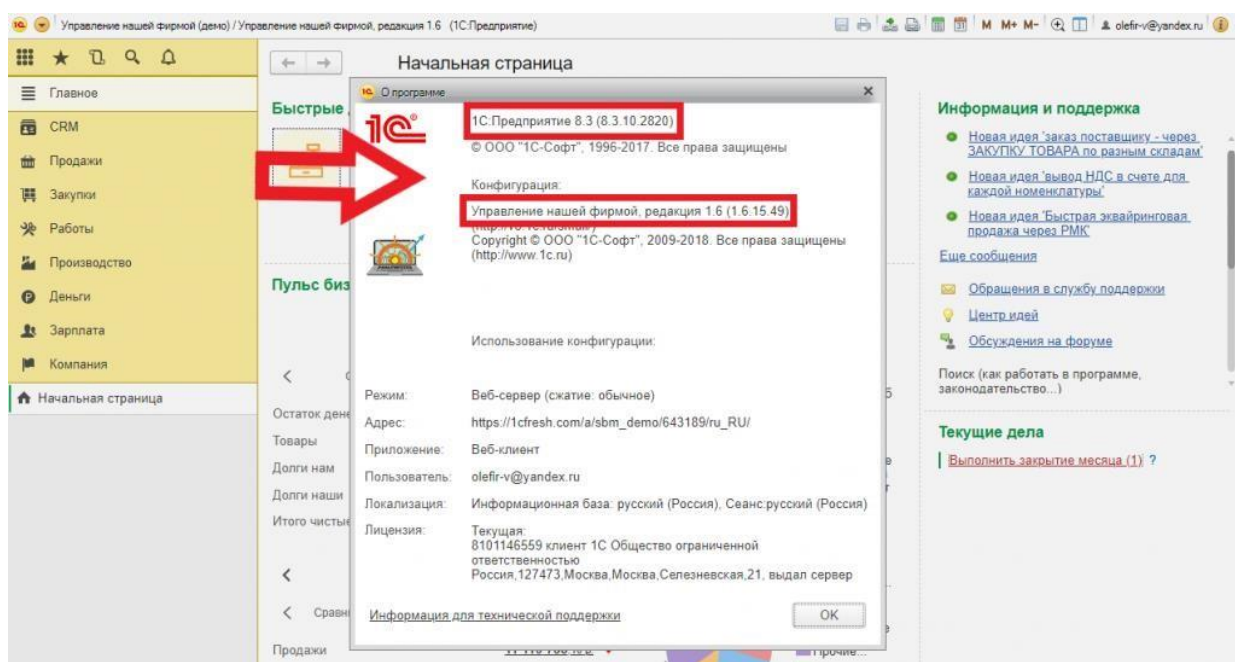 Управление нашей фирмой (демо) / Управление нашей фирмой, редакция 1.6 (1С:Предприятие)
M M+ M- olefir-v@yandex.ru
Главное
CRM
Продажи
Закупки
Работы
Производство
Деньги
Зарплата
Компания
Начальная страница
Начальная страница
Быстрые
Пульс биз
Остаток дене
Товары
Долги нам
Долги наши
Итого чистые
Сравн
Продажи
О программе
1С:Предприятие 8.3 (8.3.10.2820)
© ООО "1С-Софт", 1996-2017. Все права защищены
Конфигурация:
Управление нашей фирмой, редакция 1.6 (1.6.15.49)
Copyright © ООО "1С-Софт", 2009-2018. Все права защищены
(http://www.1c.ru)
Использование конфигурации:
Режим: Веб-сервер (сжатие: обычное)
Адрес: https://1cfresh.com/a/sbm_demo/643189/ru_RU/
Приложение: Веб-клиент
Пользователь: olefir-v@yandex.ru
Локализация: Информационная база: русский (Россия), Сеанс:русский (Россия)
Лицензия: Текущая:
8101146559 клиент 1С Общество ограниченной
ответственностью
Россия,127473,Москва,Москва,Селезневская,21, выдал сервер
Информация для технической поддержки
OK
Прочие...
Информация и поддержка
Новая идея 'заказ поставщику - через
ЗАКУПКУ ТОВАРА по разным складам'
Новая идея 'вывод НДС в счете для
каждой номенклатуры'
Новая идея 'Быстрая эквайринговая
продажа через РМК'
Еще сообщения
Обращения в службу поддержки
Центр идей
Обсуждения на форуме
Поиск (как работать в программе,
законодательство...)
Текущие дела
Выполнить закрытие месяца (1) ?